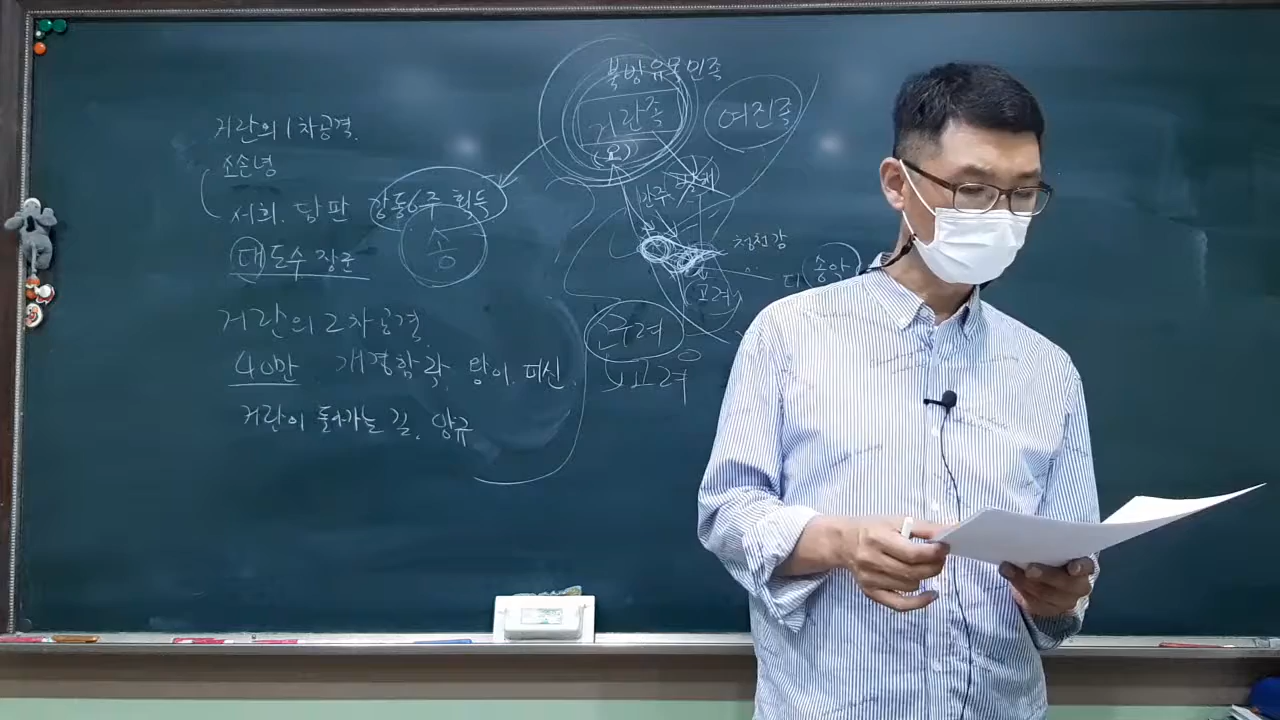 거란의 1차공격.
소손녕
서희. 담판 강동6주 획득
대도수 장군
거란의 2차공격.
40만 개경함락, 왕이 피신.
거란이 돌아가는 길. 양규
송
북방유목민족
거란족
(요)
여진족
발해
청천강
고려
송악
고려